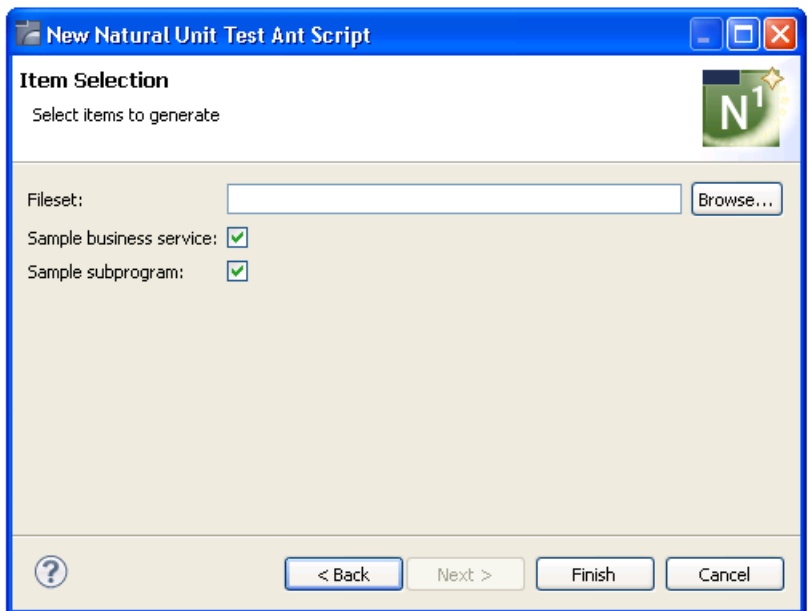 New Natural Unit Test Ant Script
Item Selection
Select items to generate
N1
Fileset:
Browse...
Sample business service:
Sample subprogram:
?
< Back
Next >
Finish
Cancel